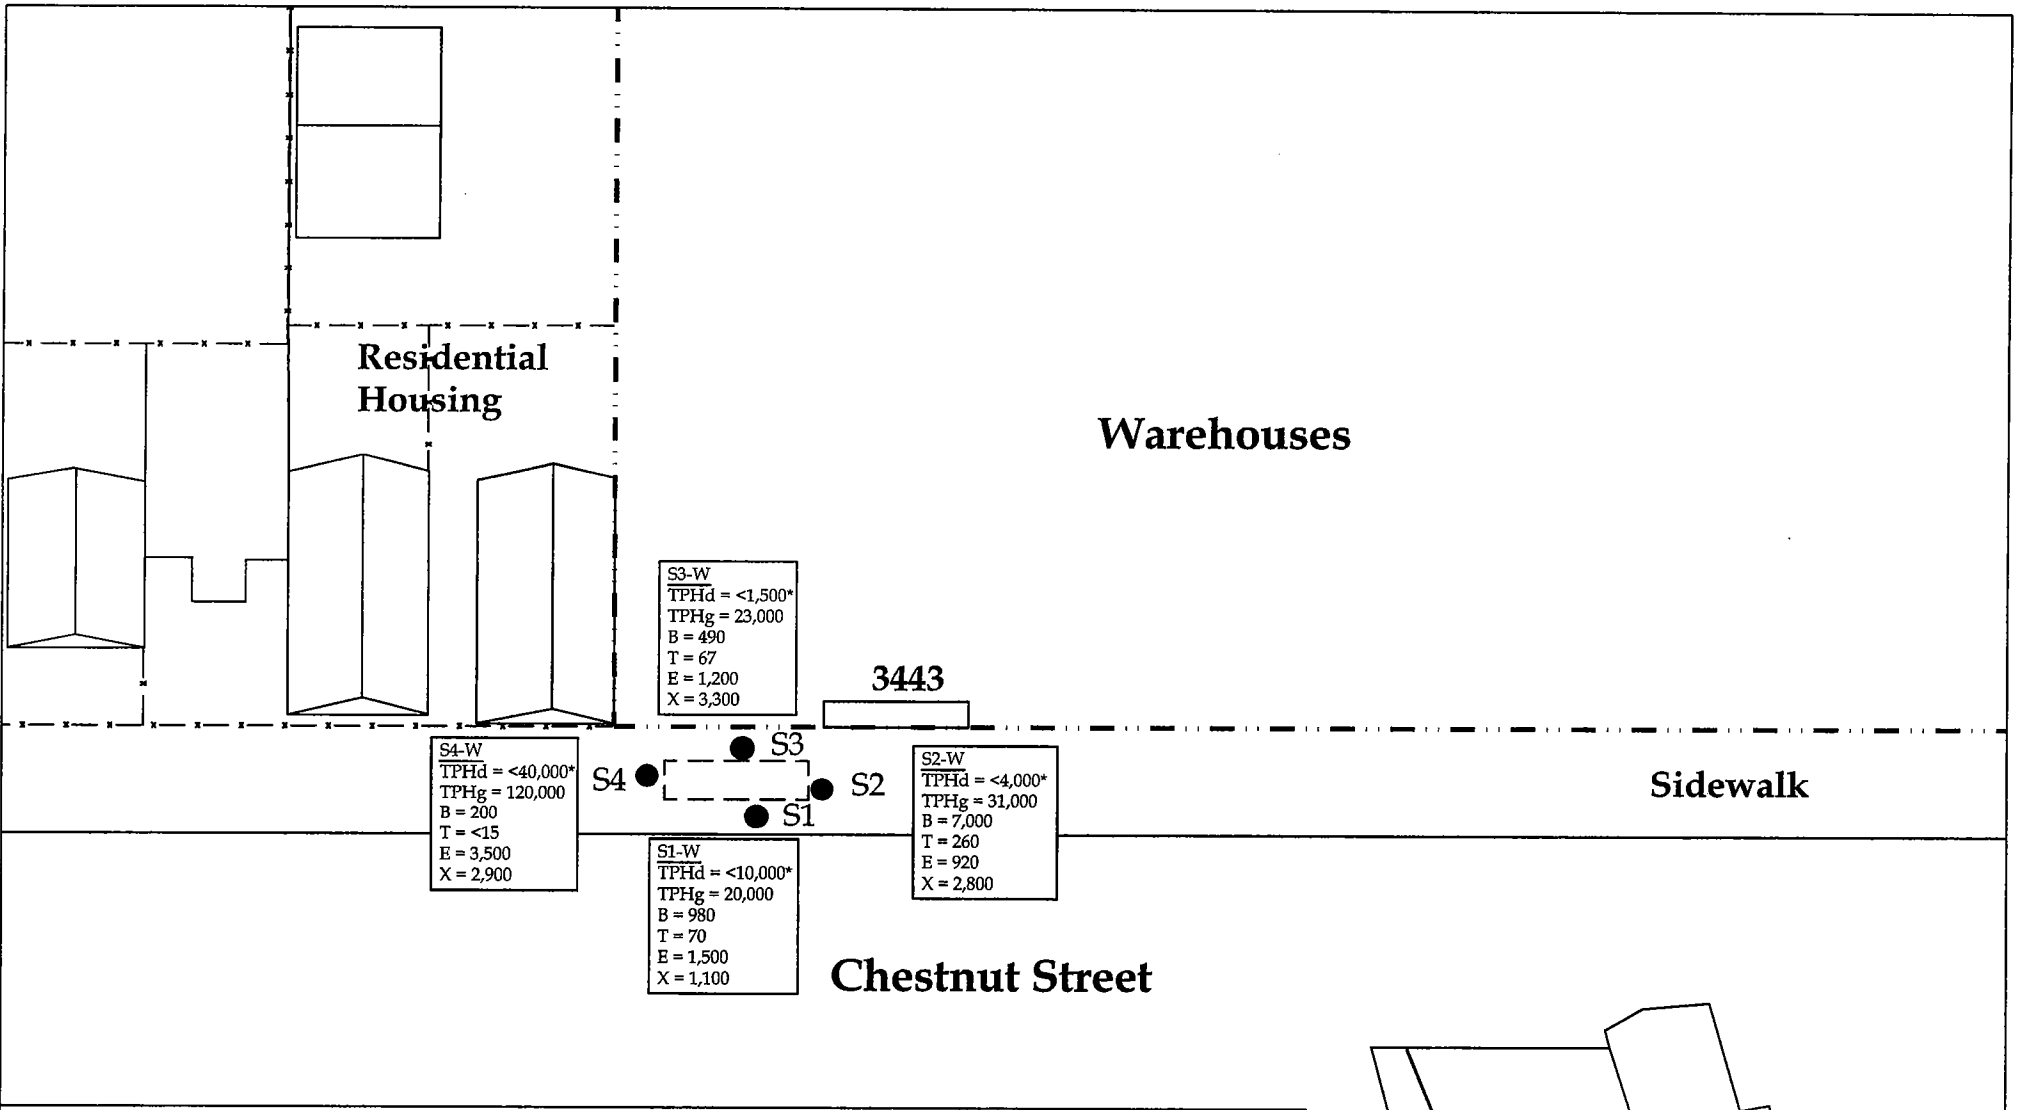 Residential
Housing
Warehouses
S3-W
TPHd = <1,500*
TPHg = 23,000
B = 490
T = 67
E = 1,200
X = 3,300
3443
S4-W
TPHd = <40,000*
TPHg = 120,000
B = 200
T = <15
E = 3,500
X = 2,900
S3
S4
S2
S1
S2-W
TPHd = <4,000*
TPHg = 31,000
B = 7,000
T = 260
E = 920
X = 2,800
Sidewalk
S1-W
TPHd = <10,000*
TPHg = 20,000
B = 980
T = 70
E = 1,500
X = 1,100
Chestnut Street